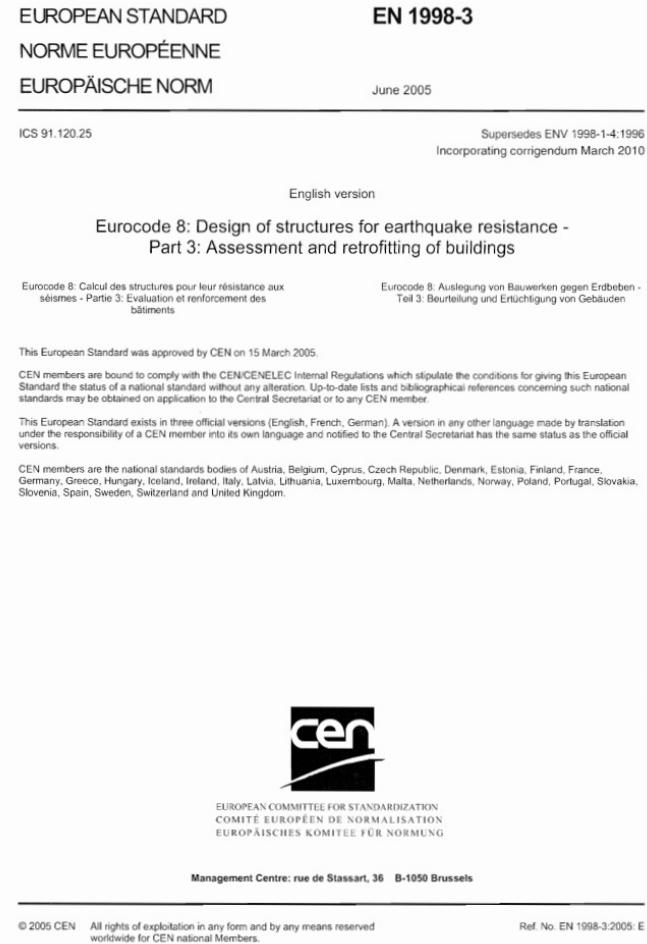 EUROPEAN STANDARD
EN 1998-3
NORME EUROPÉENNE
EUROPÄISCHE NORM
June 2005
ICS 91.120.25
Supersedes ENV 1998-1-4:1996
Incorporating corrigendum March 2010
English version
Eurocode 8: Design of structures for earthquake resistance -
Part 3: Assessment and retrofitting of buildings
Eurocode 8: Calcul des structures pour leur résistance aux
séismes - Partie 3: Evaluation et renforcement des
bâtiments
Eurocode 8: Auslegung von Bauwerken gegen Erdbeben -
Teil 3: Beurteilung und Ertüchtigung von Gebäuden
This European Standard was approved by CEN on 15 March 2005.
CEN members are bound to comply with the CEN/CENELEC Internal Regulations which stipulate the conditions for giving this European
Standard the status of a national standard without any alteration. Up-to-date lists and bibliographical references concerning such national
standards may be obtained on application to the Central Secretariat or to any CEN member.
This European Standard exists in three official versions (English, French, German). A version in any other language made by translation
under the responsibility of a CEN member into its own language and notified to the Central Secretariat has the same status as the official
versions.
CEN members are the national standards bodies of Austria, Belgium, Cyprus, Czech Republic, Denmark, Estonia, Finland, France,
Germany, Greece, Hungary, Iceland, Ireland, Italy, Latvia, Lithuania, Luxembourg, Malta, Netherlands, Norway, Poland, Portugal, Slovakia,
Slovenia, Spain, Sweden, Switzerland and United Kingdom.
cen
EUROPEAN COMMITTEE FOR STANDARDIZATION
COMITÉ EUROPÉEN DE NORMALISATION
EUROPÄISCHES KOMITEE FÜR NORMUNG
Management Centre: rue de Stassart, 36 B-1050 Brussels
© 2005 CEN All rights of exploitation in any form and by any means reserved
worldwide for CEN national Members.
Ref. No. EN 1998-3:2005: E